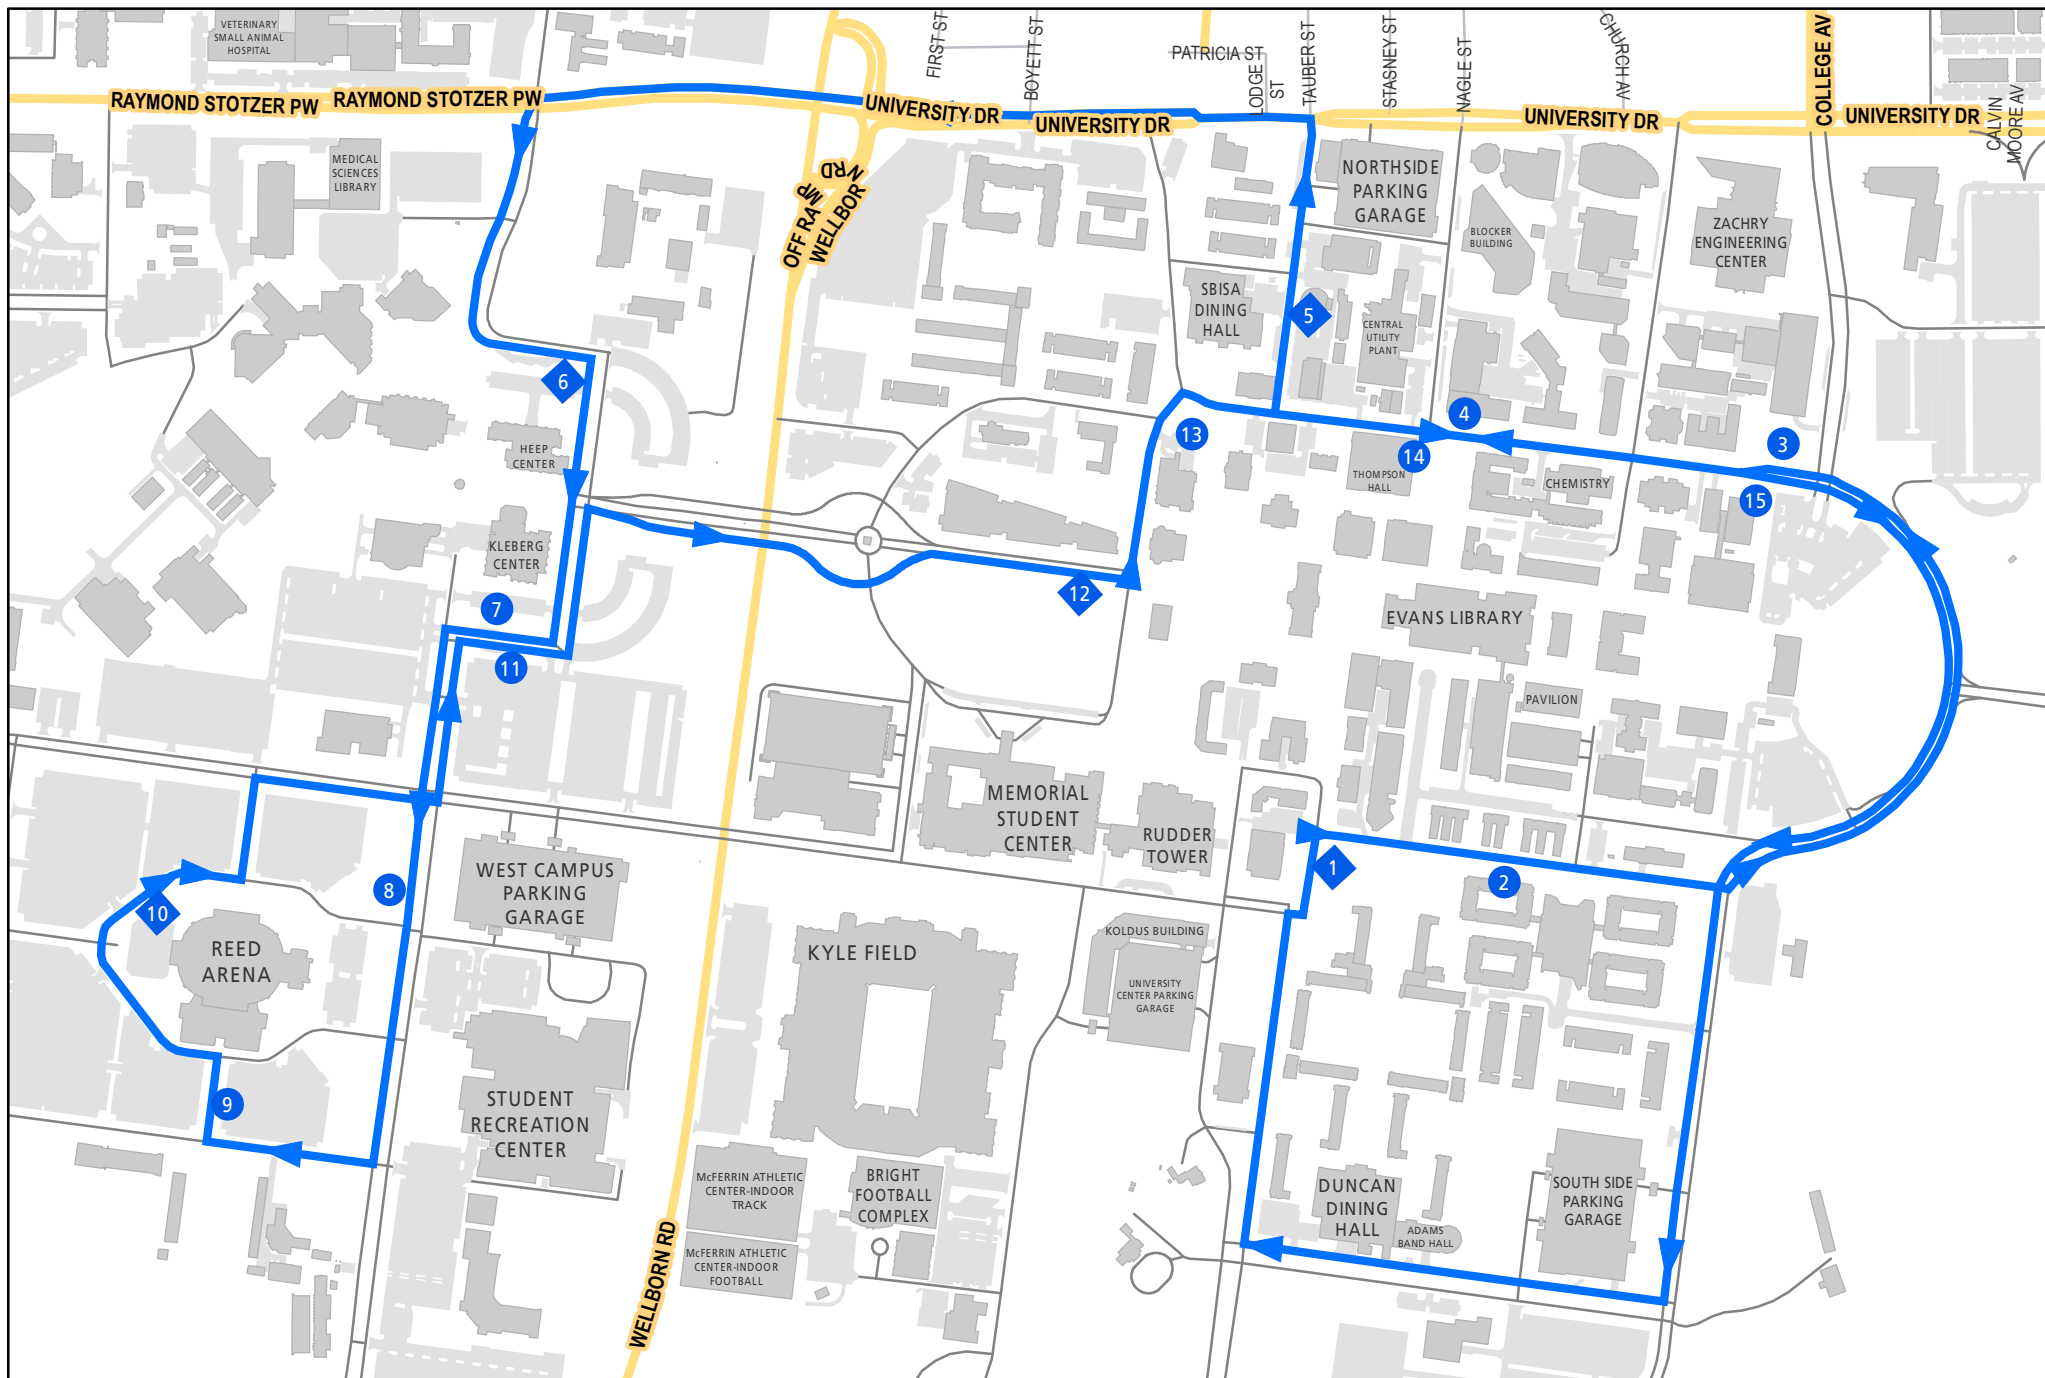 VETERINARY
SMALL ANIMAL
HOSPITAL
FIRST ST
BOYETT ST
PATRICIA ST
LODGE
ST
TAUBER ST
STASNEY ST
NAGLE ST
CHURCH AV
COLLEGE AV
CALVIN
MOORE AV
RAYMOND STOTZER PW
RAYMOND STOTZER PW
UNIVERSITY DR
UNIVERSITY DR
UNIVERSITY DR
UNIVERSITY DR
MEDICAL
SCIENCES
LIBRARY
OFF RAMP
WELLBOR
N RD
NORTHSIDE
PARKING
GARAGE
BLOCKER
BUILDING
ZACHRY
ENGINEERING
CENTER
SBISA
DINING
HALL
5
CENTRAL
UTILITY
PLANT
6
HEEP
CENTER
4
3
13
14
THOMPSON
HALL
CHEMISTRY
15
KLEBERG
CENTER
12
7
11
EVANS LIBRARY
PAVILION
MEMORIAL
STUDENT
CENTER
RUDDER
TOWER
1
2
WEST CAMPUS
PARKING
GARAGE
8
10
REED
ARENA
KYLE FIELD
KOLDUS BUILDING
UNIVERSITY
CENTER PARKING
GARAGE
9
STUDENT
RECREATION
CENTER
McFERRIN ATHLETIC
CENTER-INDOOR
TRACK
BRIGHT
FOOTBALL
COMPLEX
McFERRIN ATHLETIC
CENTER-INDOOR
FOOTBALL
DUNCAN
DINING
HALL
ADAMS
BAND HALL
SOUTH SIDE
PARKING
GARAGE
WELLBORN RD